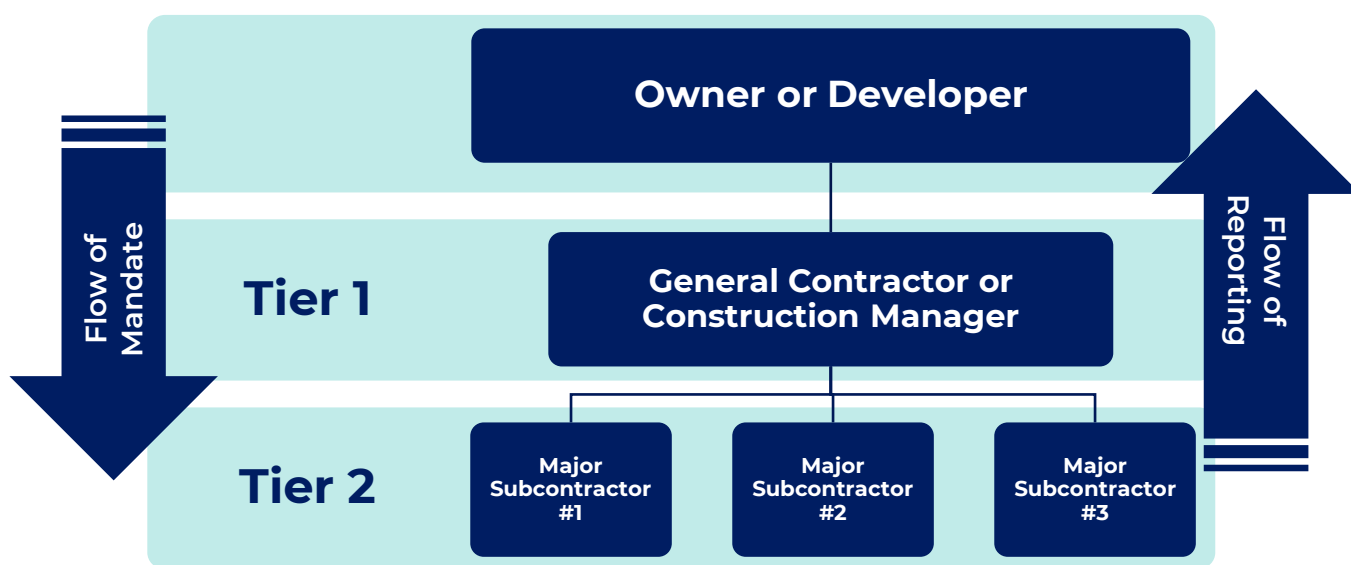 Owner or Developer
Flow of
Mandate
Flow of
Reporting
Tier 1
General Contractor or
Construction Manager
Tier 2
Major
Subcontractor
#1
Major
Subcontractor
#2
Major
Subcontractor
#3